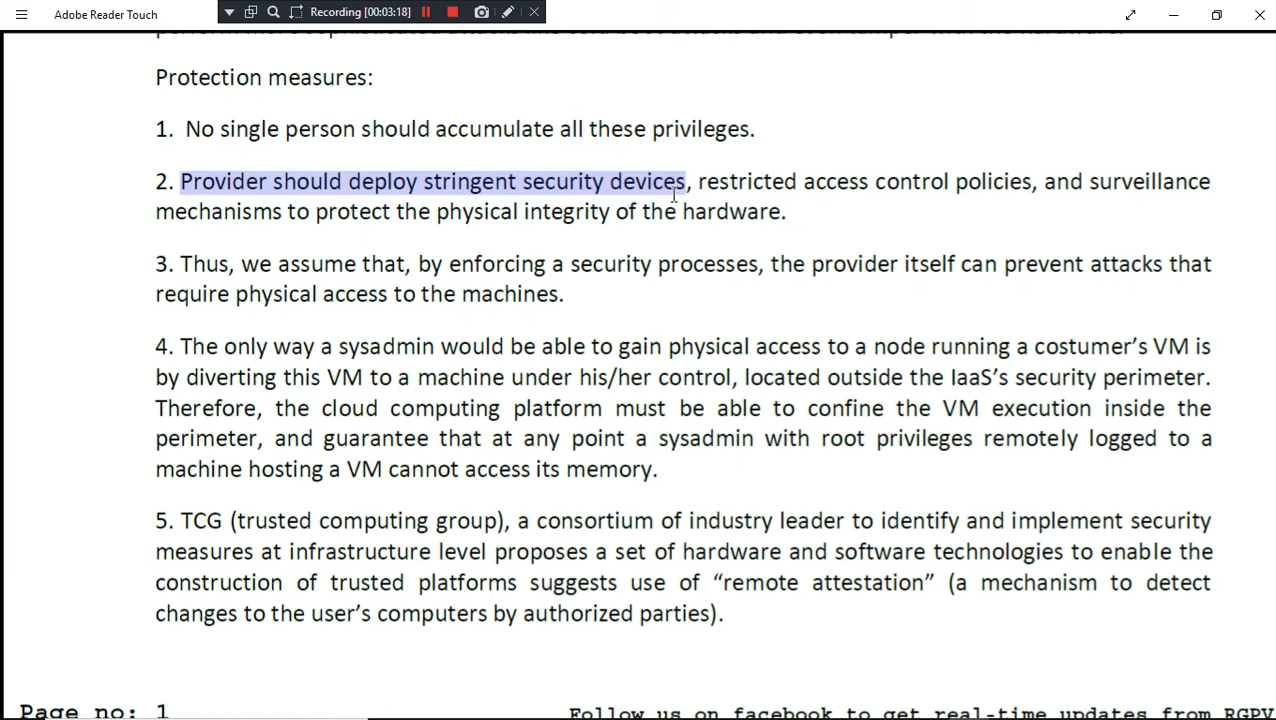 Adobe Reader Touch
Recording [00:03:18]
Protection measures:
1. No single person should accumulate all these privileges.
2. Provider should deploy stringent security devices, restricted access control policies, and surveillance
mechanisms to protect the physical integrity of the hardware.
3. Thus, we assume that, by enforcing a security processes, the provider itself can prevent attacks that
require physical access to the machines.
4. The only way a sysadmin would be able to gain physical access to a node running a costumer’s VM is
by diverting this VM to a machine under his/her control, located outside the IaaS’s security perimeter.
Therefore, the cloud computing platform must be able to confine the VM execution inside the
perimeter, and guarantee that at any point a sysadmin with root privileges remotely logged to a
machine hosting a VM cannot access its memory.
5. TCG (trusted computing group), a consortium of industry leader to identify and implement security
measures at infrastructure level proposes a set of hardware and software technologies to enable the
construction of trusted platforms suggests use of “remote attestation” (a mechanism to detect
changes to the user’s computers by authorized parties).
Page no: 1
Follow us on facebook to get real-time updates from RGPV